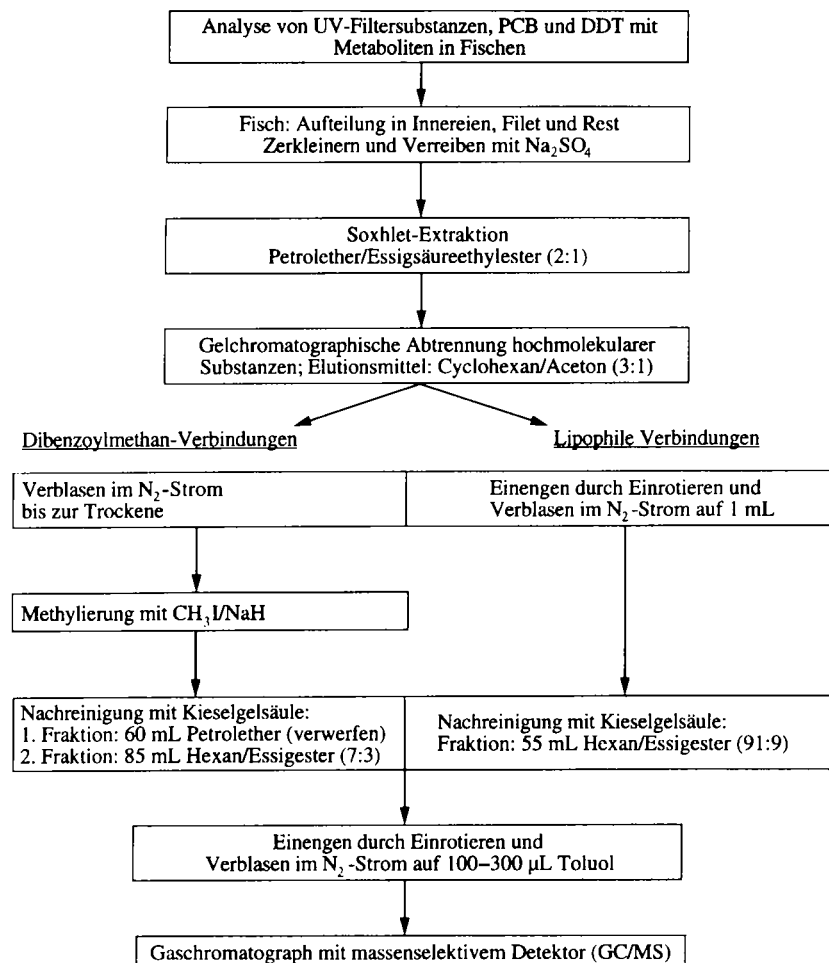 Analyse von UV-Filtersubstanzen, PCB und DDT mit
Metaboliten in Fischen
Fisch: Aufteilung in Innereien, Filet und Rest
Zerkleinern und Verreiben mit Na₂SO₄
Soxhlet-Extraktion
Petrolether/Essigsäureethylester (2:1)
Gelchromatographische Abtrennung hochmolekularer
Substanzen; Elutionsmittel: Cyclohexan/Aceton (3:1)
Dibenzoylmethan-Verbindungen
Lipophile Verbindungen
Verblasen im N₂-Strom
bis zur Trockene
Einengen durch Einrotieren und
Verblasen im N₂-Strom auf 1 mL
Methylierung mit CH₃I/NaH
Nachreinigung mit Kieselgelsäule:
1. Fraktion: 60 mL Petrolether (verwerfen)
2. Fraktion: 85 mL Hexan/Essigester (7:3)
Nachreinigung mit Kieselgelsäule:
Fraktion: 55 mL Hexan/Essigester (91:9)
Einengen durch Einrotieren und
Verblasen im N₂-Strom auf 100–300 µL Toluol
Gaschromatograph mit massenselektivem Detektor (GC/MS)